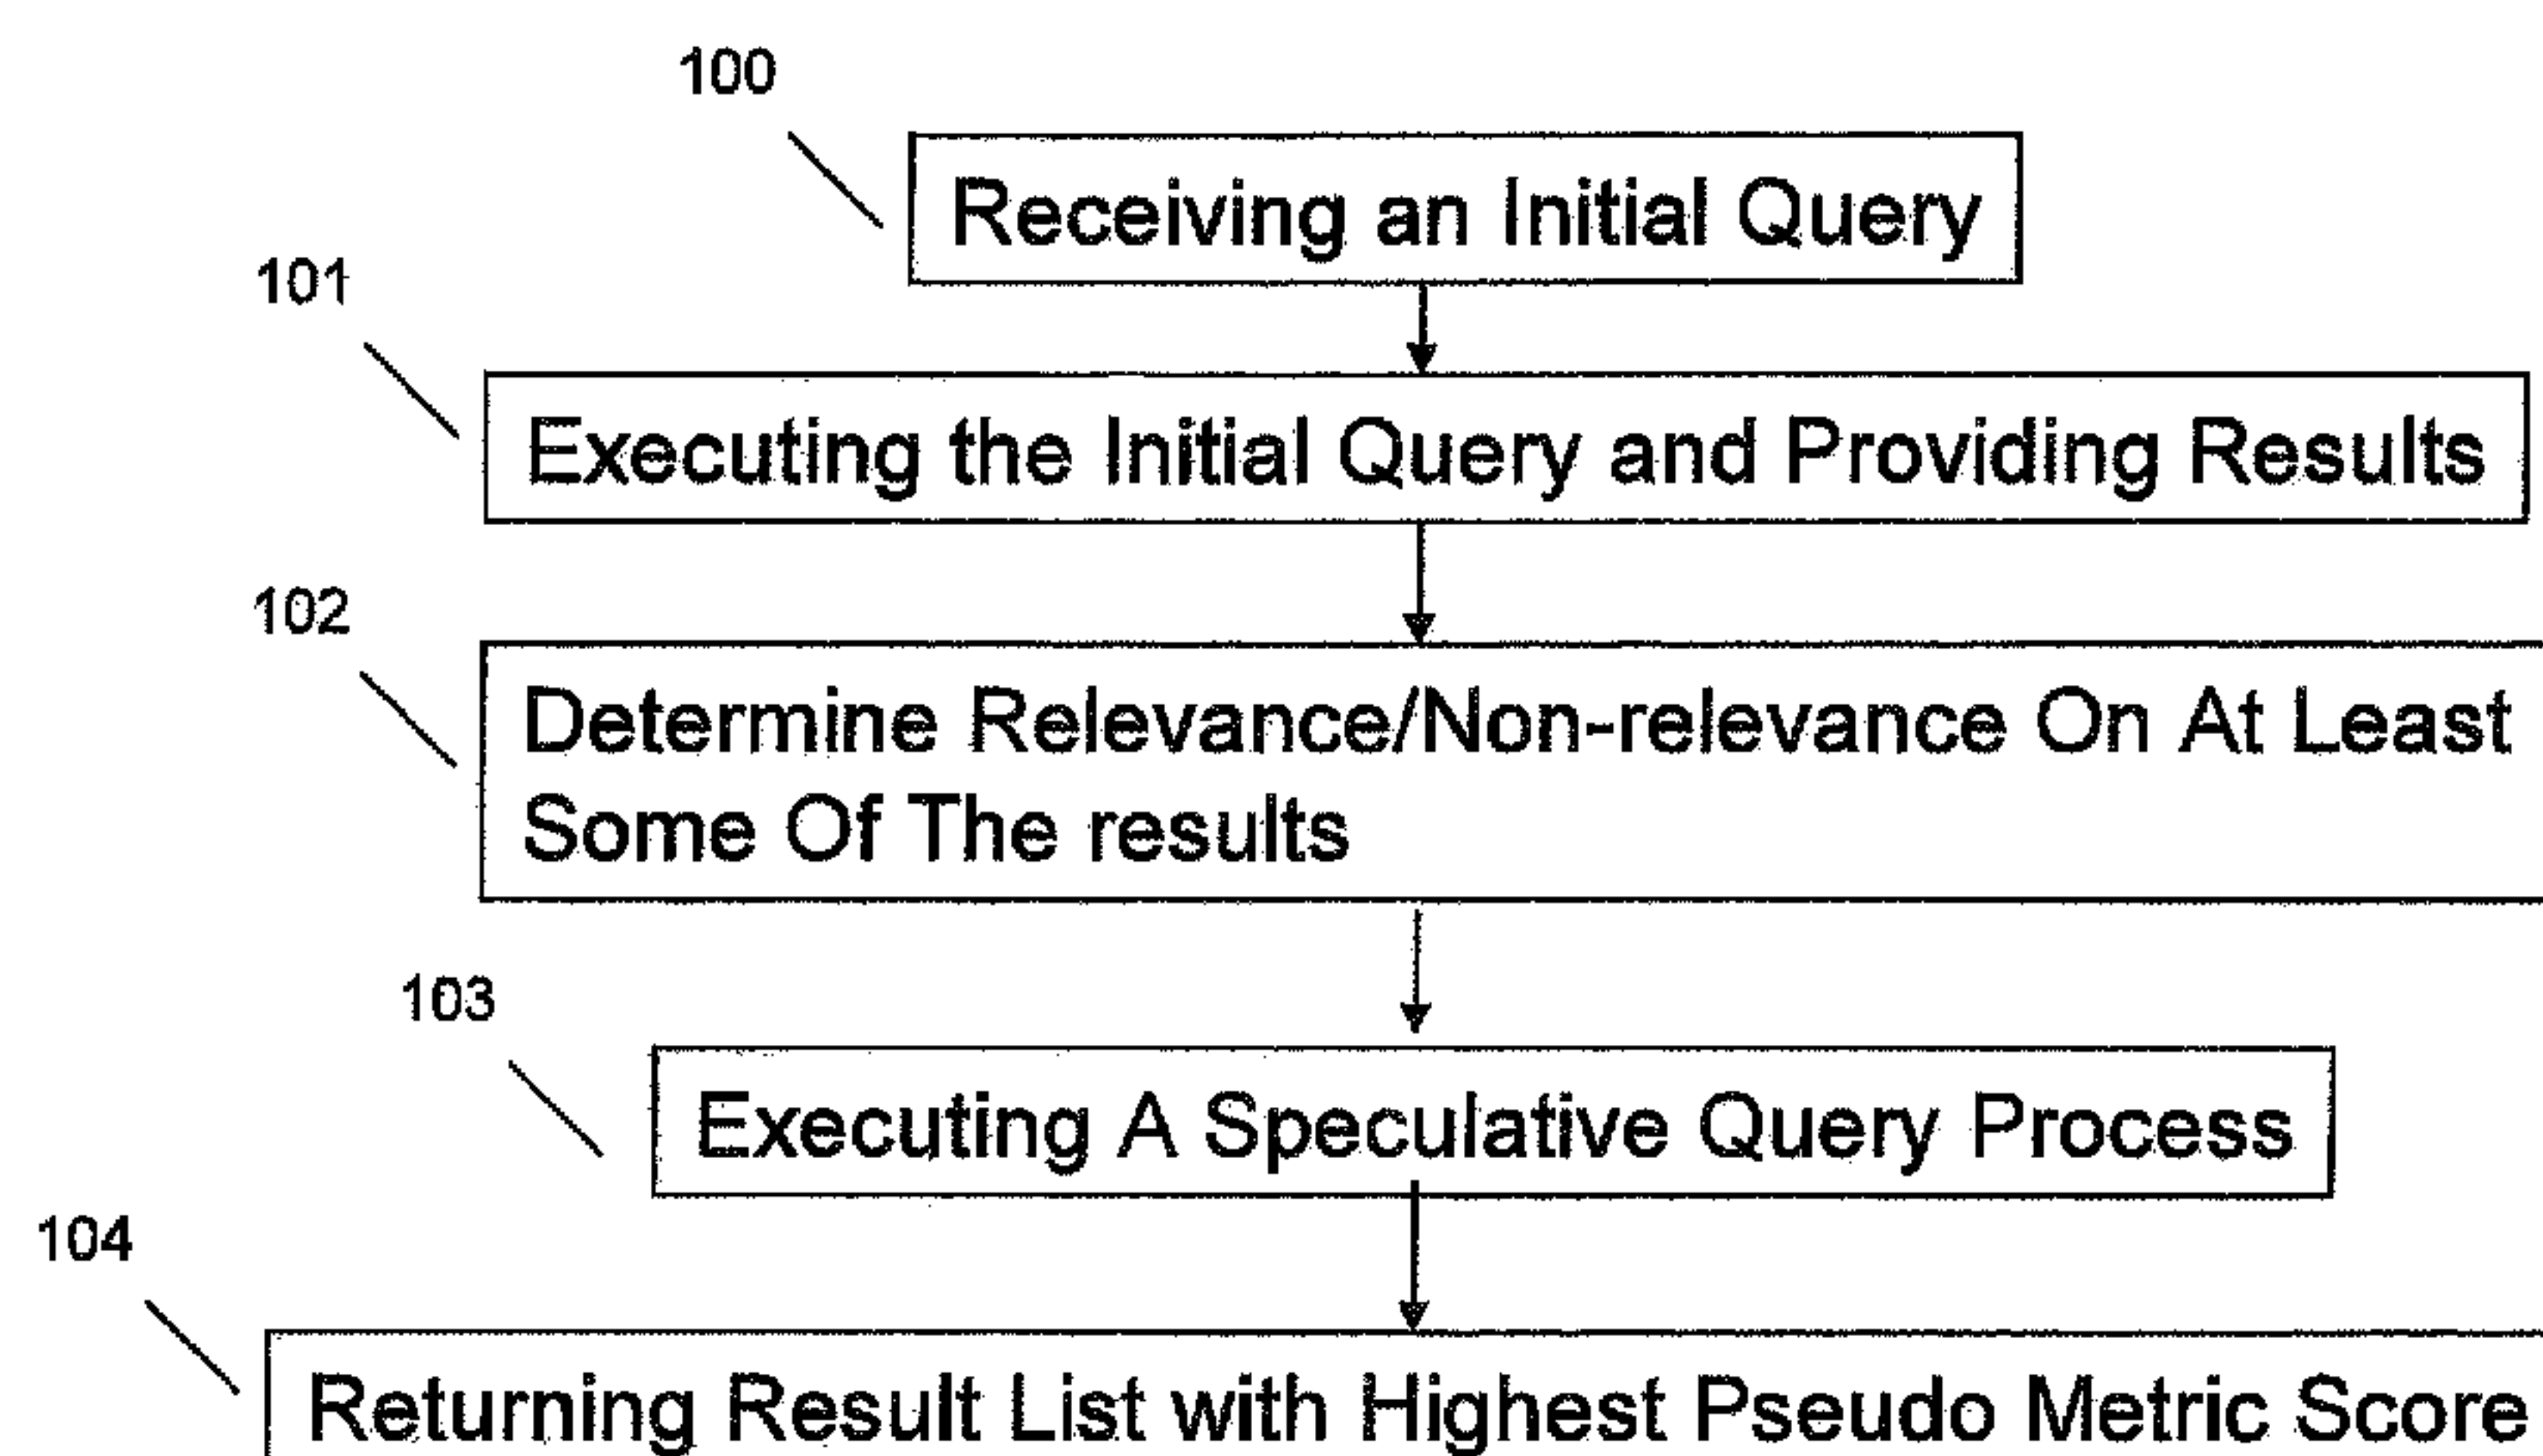 100
Receiving an Initial Query
101
Executing the Initial Query and Providing Results
102
Determine Relevance/Non-relevance On At Least
Some Of The results
103
Executing A Speculative Query Process
104
Returning Result List with Highest Pseudo Metric Score